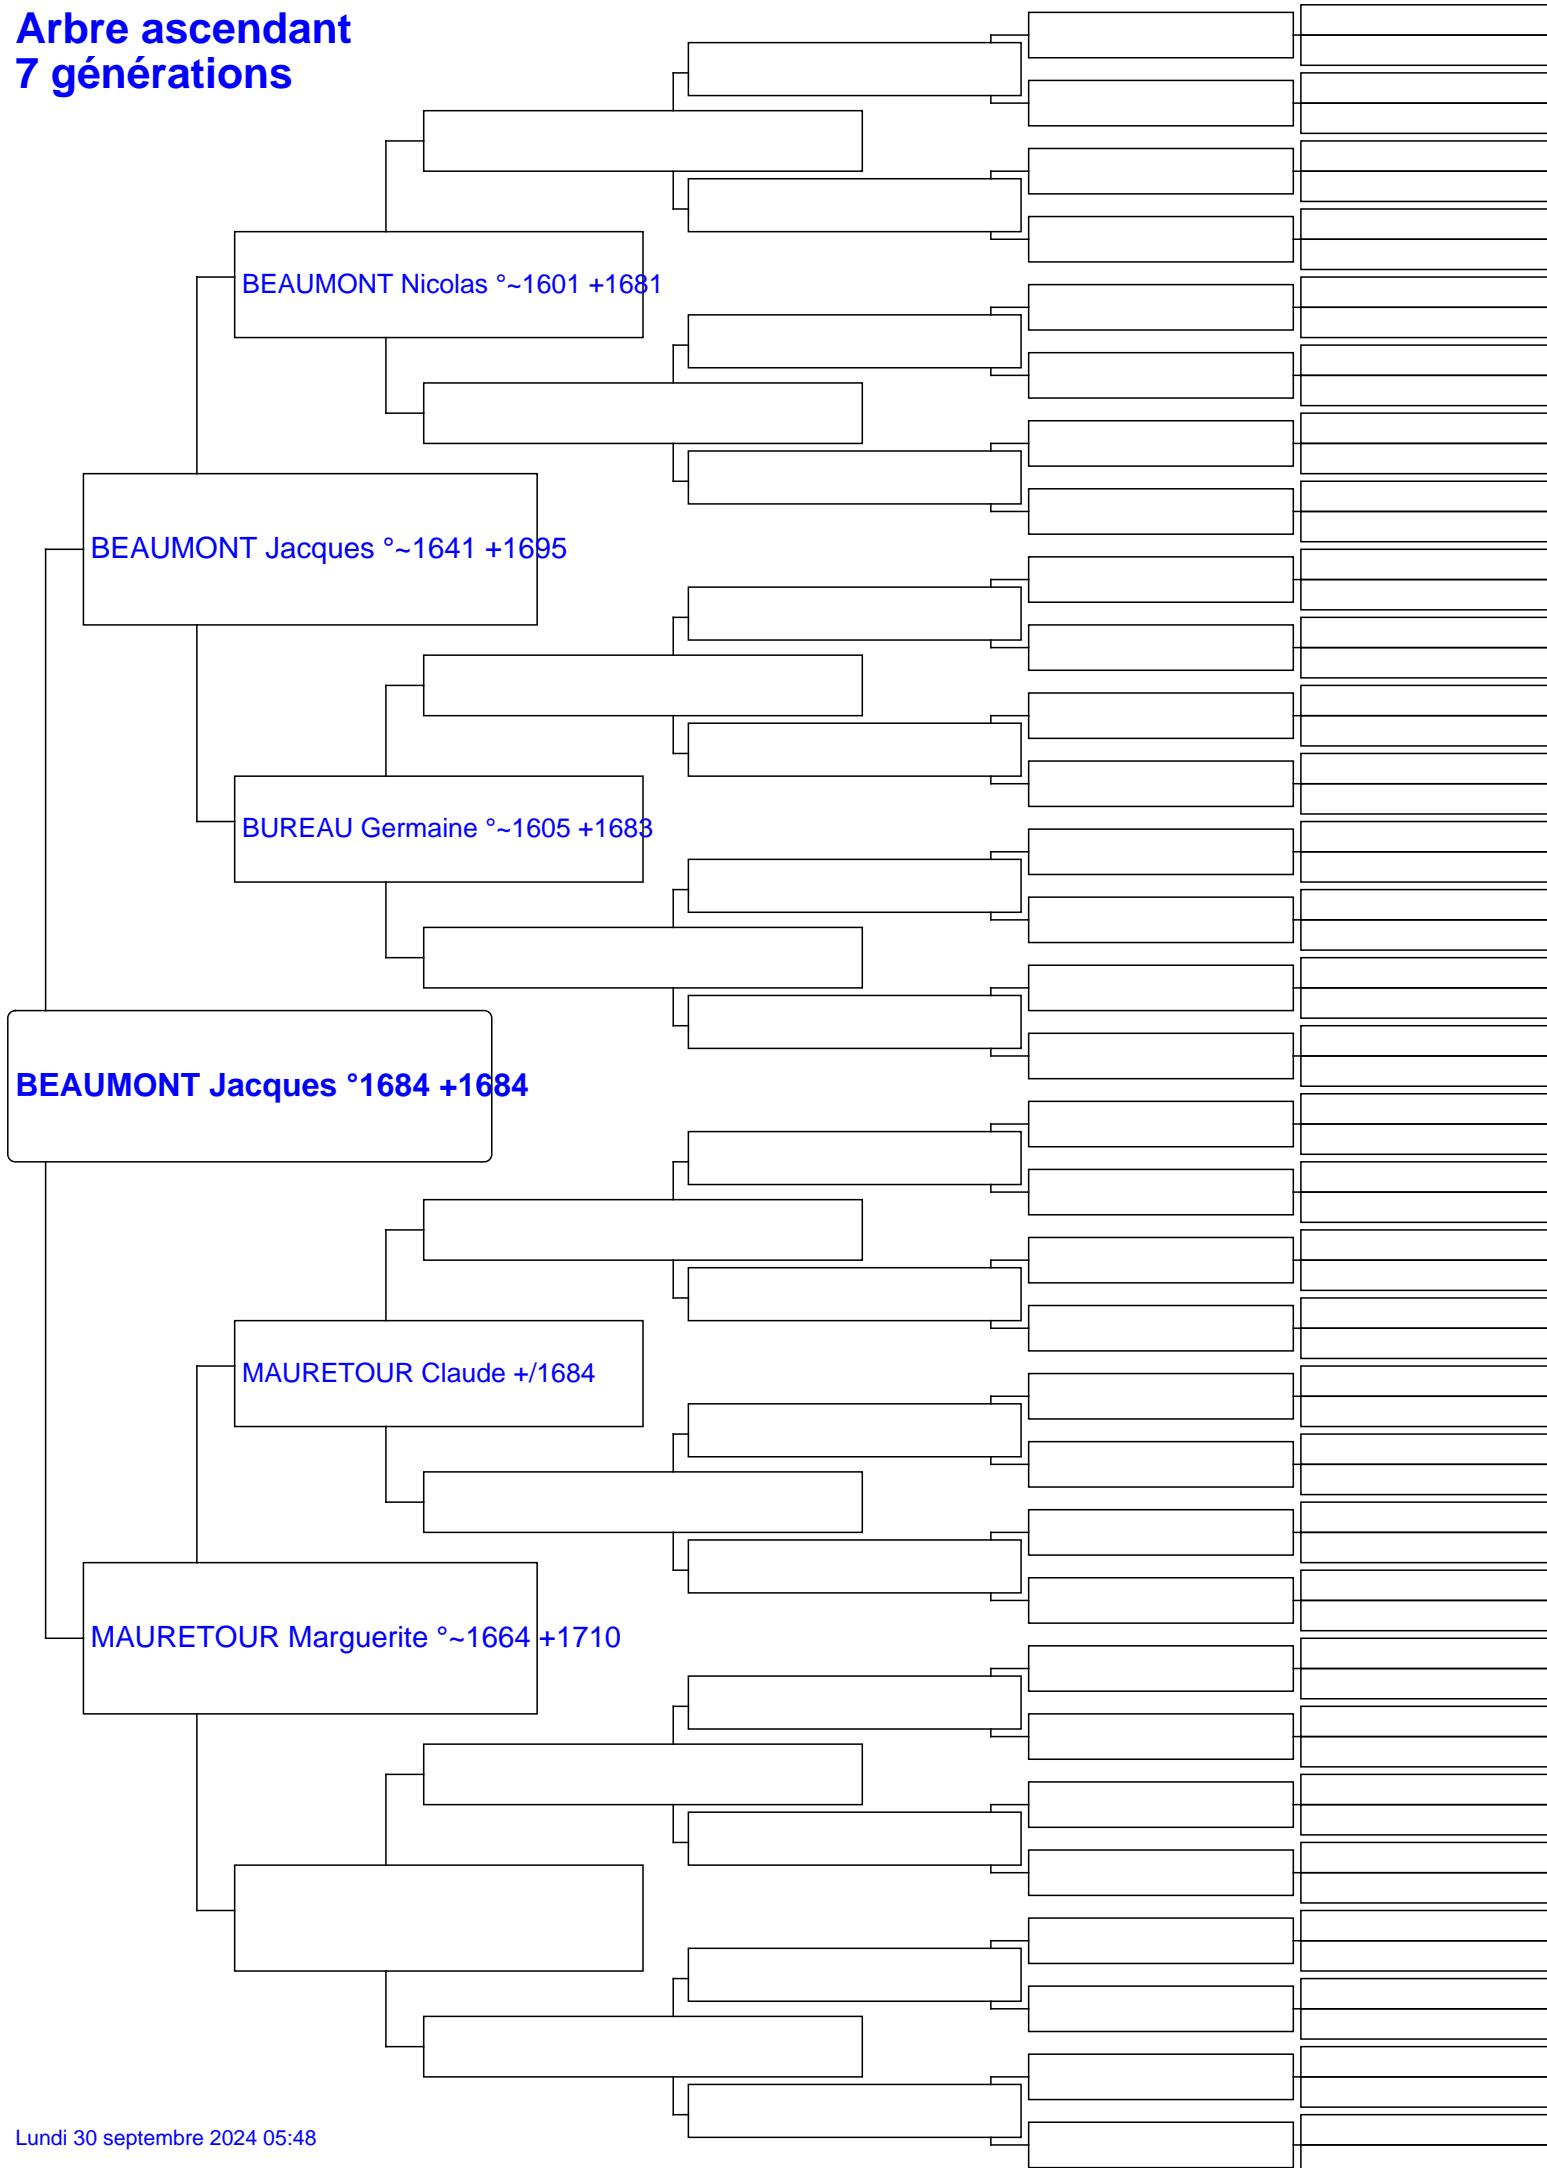 Arbre ascendant
7 générations
BEAUMONT Nicolas °~1601 +1681
BEAUMONT Jacques °~1641 +1695
BUREAU Germaine °~1605 +1683
BEAUMONT Jacques °1684 +1684
MAURETOUR Claude +/1684
MAURETOUR Marguerite °~1664 +1710
Lundi 30 septembre 2024 05:48